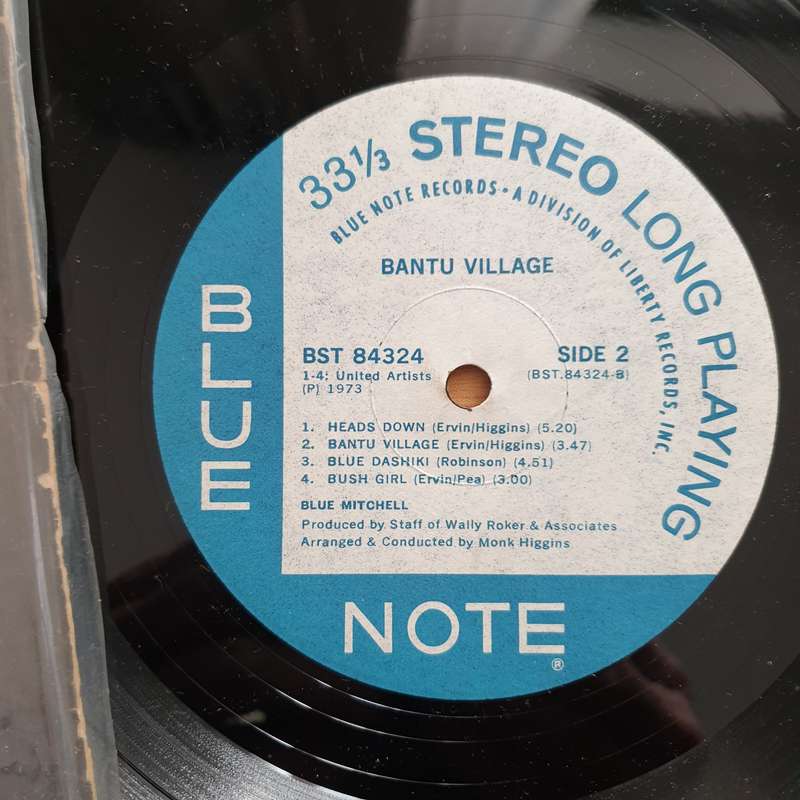 33⅓ STEREO LONG PLAYING
BLUE NOTE RECORDS • A DIVISION OF LIBERTY RECORDS, INC.
BANTU VILLAGE
BST 84324 SIDE 2
1-4: United Artists (BST.84324-B)
(P) 1973
1. HEADS DOWN (Ervin/Higgins) (5.20)
2. BANTU VILLAGE (Ervin/Higgins) (3.47)
3. BLUE DASHIKI (Robinson) (4.51)
4. BUSH GIRL (Ervin/Pea) (3.00)
BLUE MITCHELL
Produced by Staff of Wally Roker & Associates
Arranged & Conducted by Monk Higgins
BLUE
NOTE®